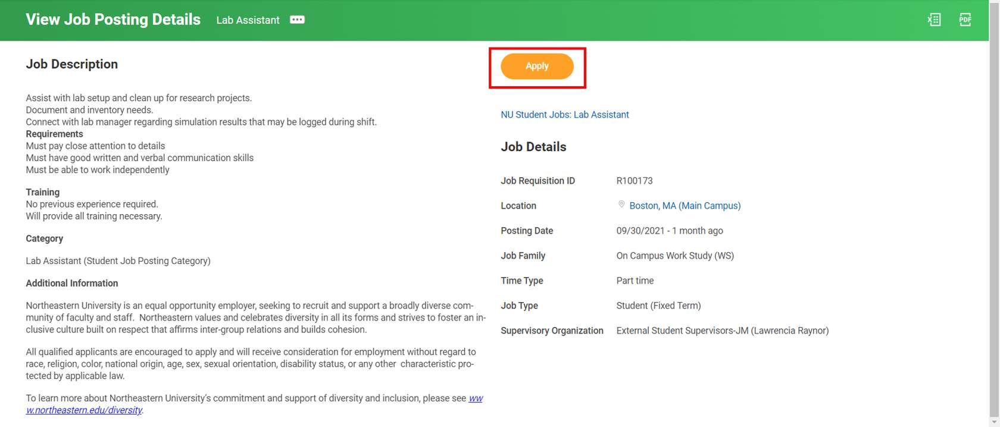 View Job Posting Details Lab Assistant
PDF
Job Description
Assist with lab setup and clean up for research projects.
Document and inventory needs.
Connect with lab manager regarding simulation results that may be logged during shift.
Requirements
Must pay close attention to details
Must have good written and verbal communication skills
Must be able to work independently
Training
No previous experience required.
Will provide all training necessary.
Category
Lab Assistant (Student Job Posting Category)
Additional Information
Northeastern University is an equal opportunity employer, seeking to recruit and support a broadly diverse com-
munity of faculty and staff.  Northeastern values and celebrates diversity in all its forms and strives to foster an in-
clusive culture built on respect that affirms inter-group relations and builds cohesion.
All qualified applicants are encouraged to apply and will receive consideration for employment without regard to
race, religion, color, national origin, age, sex, sexual orientation, disability status, or any other  characteristic pro-
tected by applicable law.
To learn more about Northeastern University's commitment and support of diversity and inclusion, please see ww
w.northeastern.edu/diversity.
Apply
NU Student Jobs: Lab Assistant
Job Details
Job Requisition ID R100173
Location Boston, MA (Main Campus)
Posting Date 09/30/2021 - 1 month ago
Job Family On Campus Work Study (WS)
Time Type Part time
Job Type Student (Fixed Term)
Supervisory Organization External Student Supervisors-JM (Lawrencia Raynor)